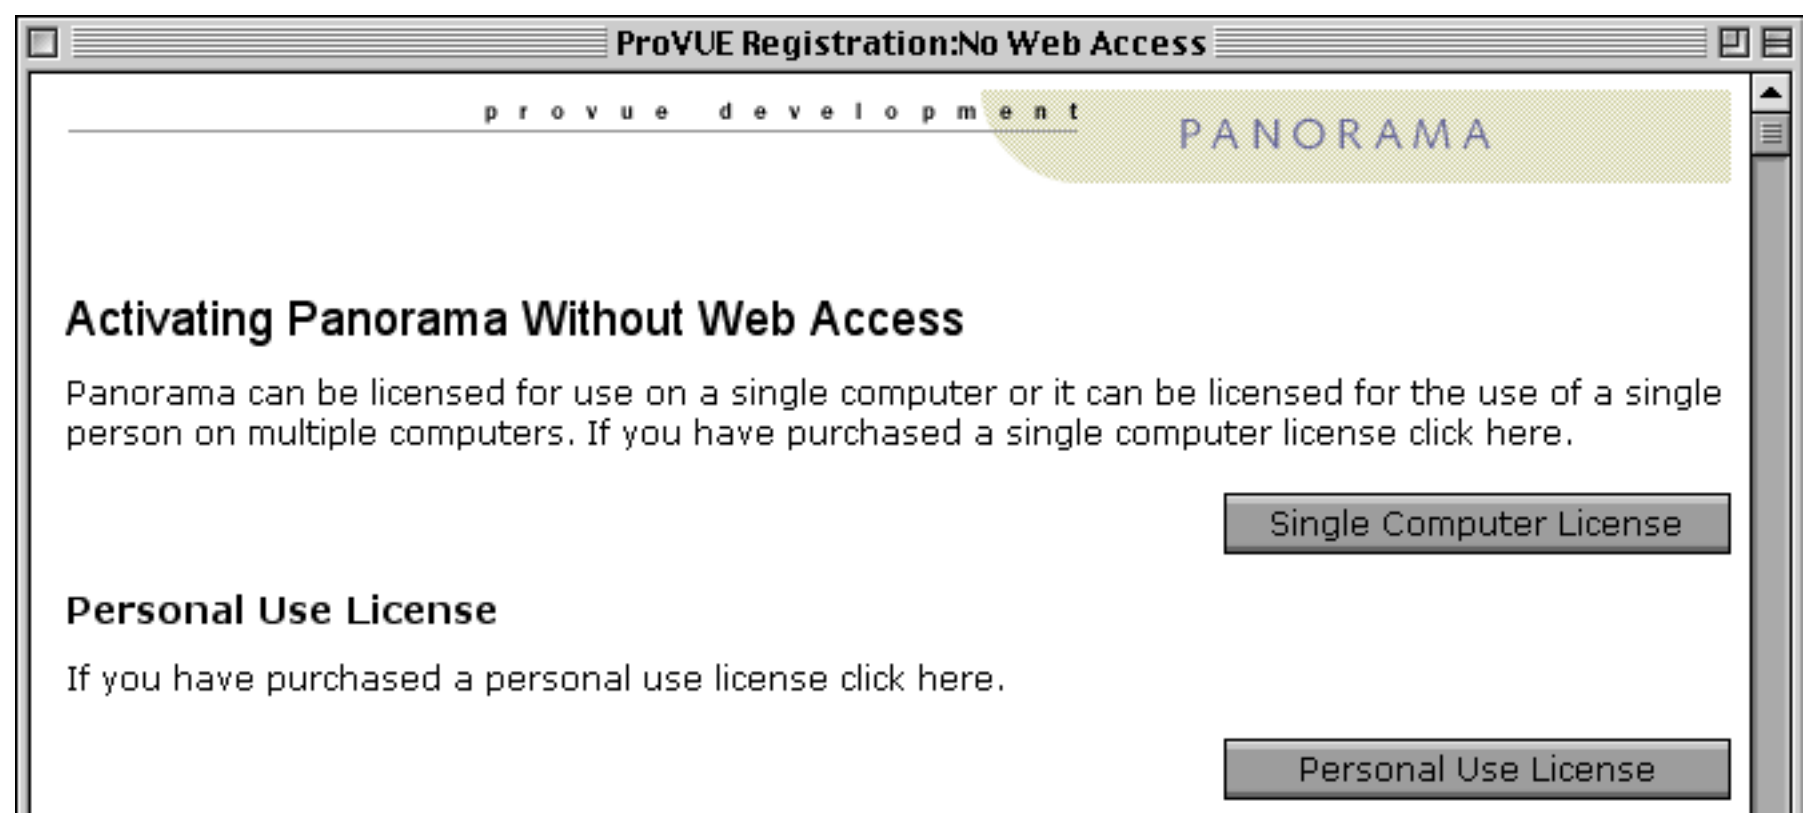 ProVUE Registration:No Web Access
provue development
PANORAMA
Activating Panorama Without Web Access
Panorama can be licensed for use on a single computer or it can be licensed for the use of a single
person on multiple computers. If you have purchased a single computer license click here.
Single Computer License
Personal Use License
If you have purchased a personal use license click here.
Personal Use License